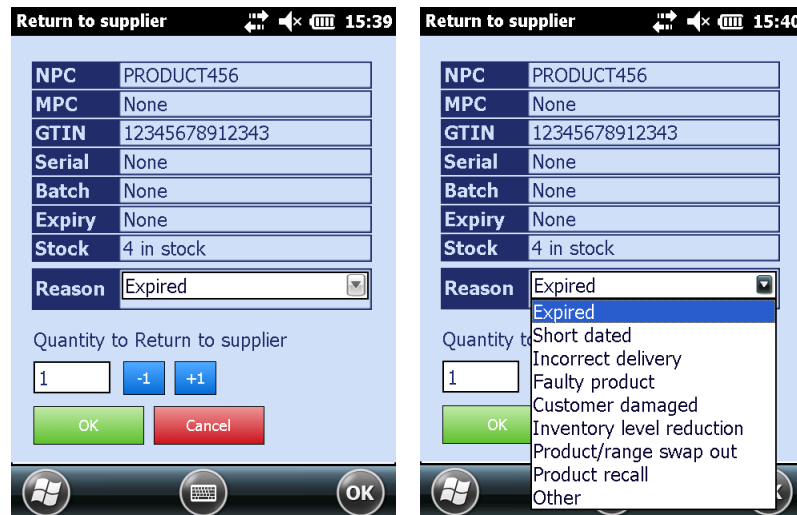 Return to supplier 15:39
NPC PRODUCT456
MPC None
GTIN 12345678912343
Serial None
Batch None
Expiry None
Stock 4 in stock
Reason Expired
Quantity to Return to supplier
1 -1 +1
OK Cancel
OK
Return to supplier 15:40
NPC PRODUCT456
MPC None
GTIN 12345678912343
Serial None
Batch None
Expiry None
Stock 4 in stock
Reason Expired
Expired
Quantity to Short dated
Incorrect delivery
1 Faulty product
Customer damaged
OK Inventory level reduction
Product/range swap out
Product recall
Other